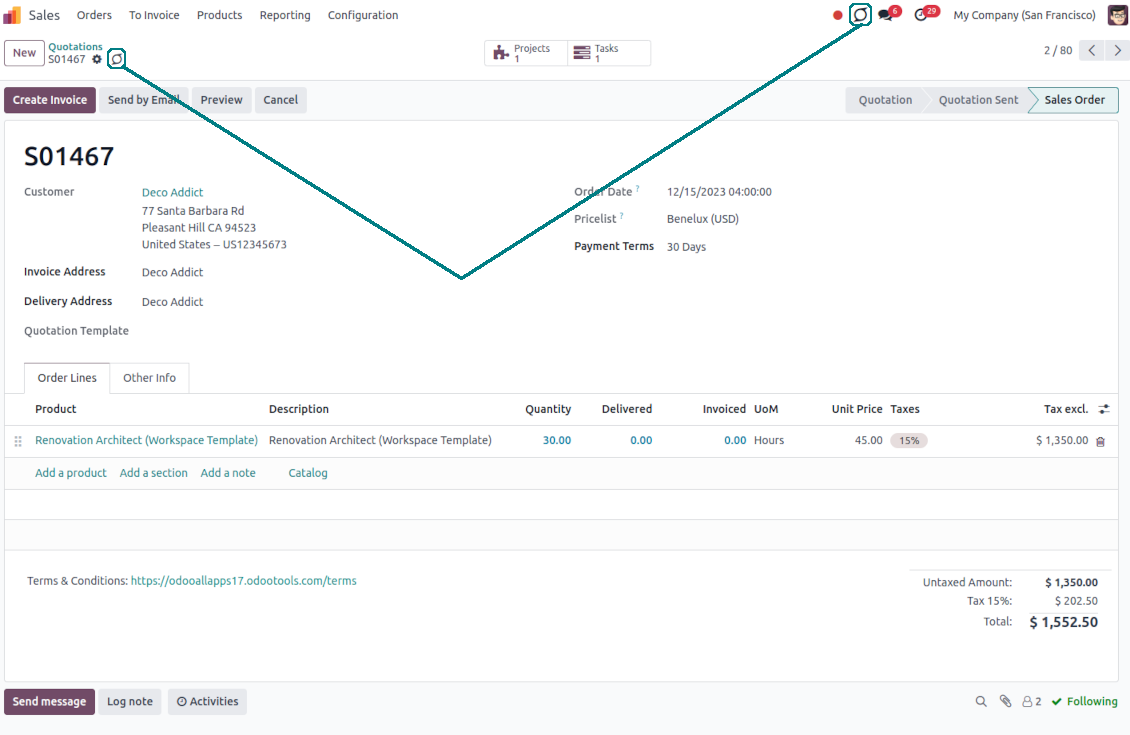 Sales Orders To Invoice Products Reporting Configuration 6 29 My Company (San Francisco)
New Quotations S01467 Projects 1 Tasks 1 2 / 80
Create Invoice Send by Email Preview Cancel Quotation Quotation Sent Sales Order
S01467
Customer Deco Addict Order Date ? 12/15/2023 04:00:00
77 Santa Barbara Rd
Pleasant Hill CA 94523 Pricelist ? Benelux (USD)
United States – US12345673 Payment Terms 30 Days
Invoice Address Deco Addict
Delivery Address Deco Addict
Quotation Template
Order Lines Other Info
Product Description Quantity Delivered Invoiced UoM Unit Price Taxes Tax excl.
Renovation Architect (Workspace Template) Renovation Architect (Workspace Template) 30.00 0.00 0.00 Hours 45.00 15% $ 1,350.00
Add a product Add a section Add a note Catalog
Terms & Conditions: https://odooallapps17.odootools.com/terms Untaxed Amount: $ 1,350.00
Tax 15%: $ 202.50
Total: $ 1,552.50
Send message Log note Activities 2 Following